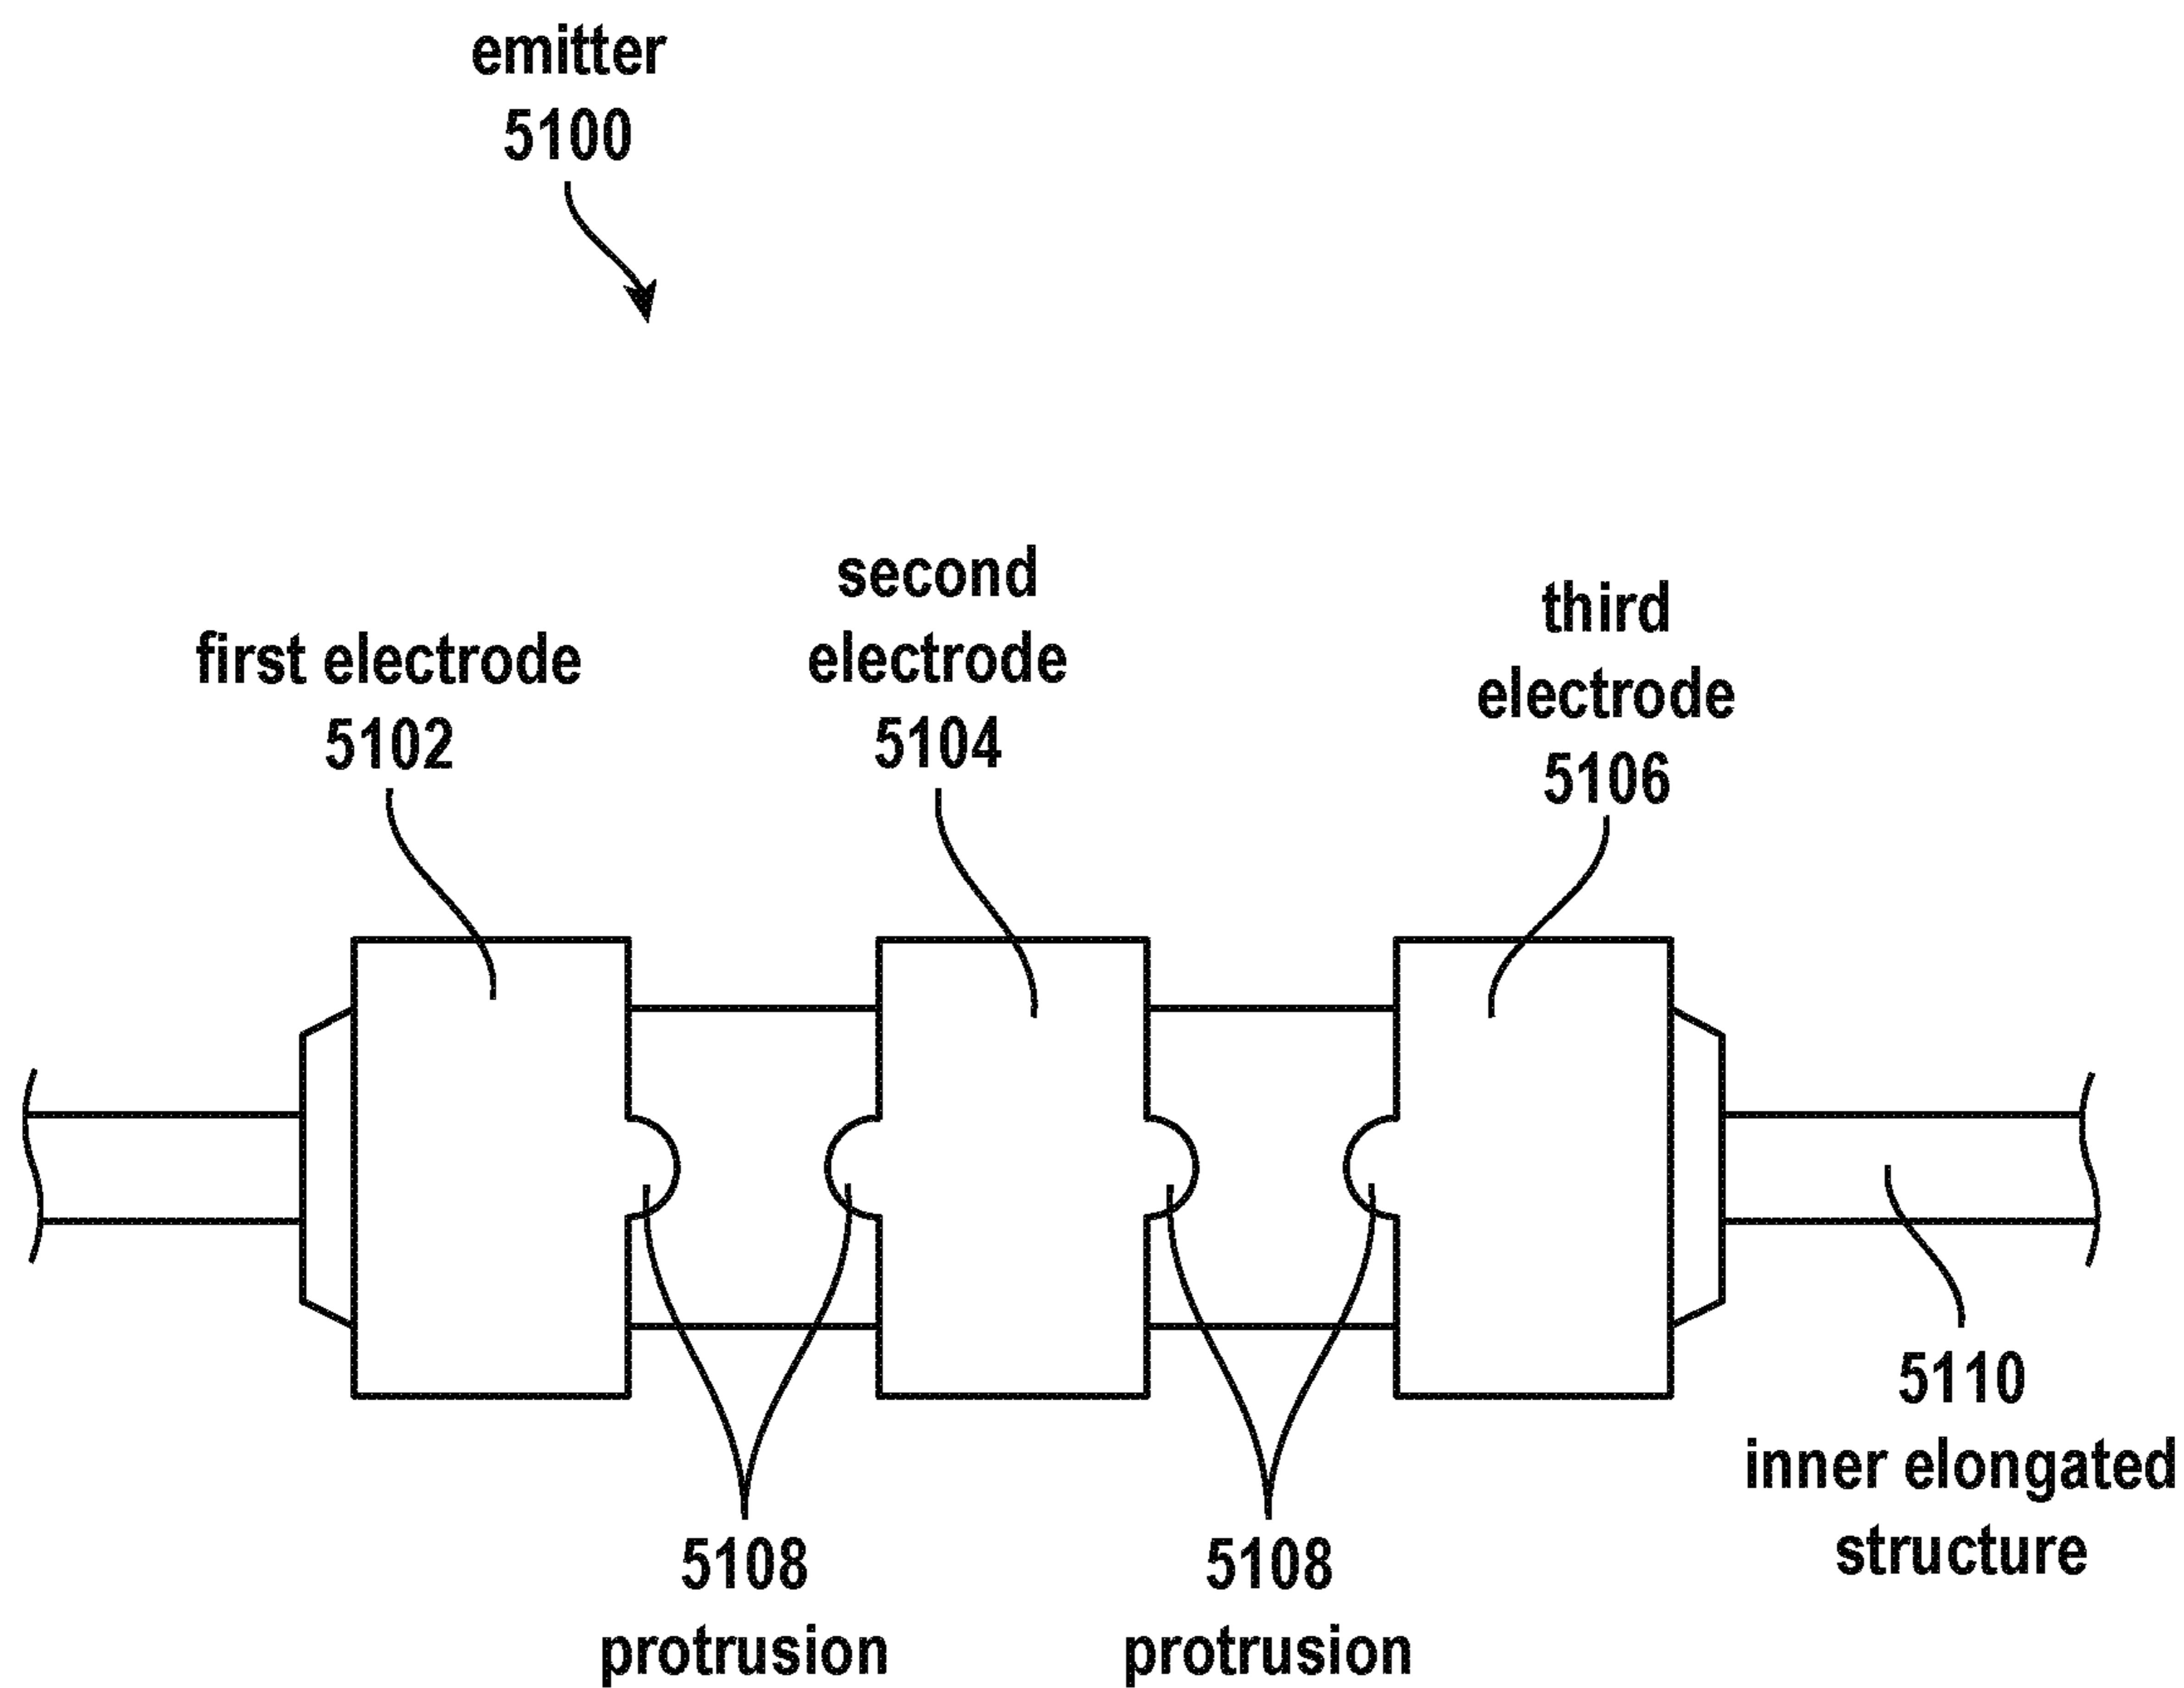 emitter
5100
first electrode
5102
second
electrode
5104
third
electrode
5106
5108
protrusion
5108
protrusion
5110
inner elongated
structure